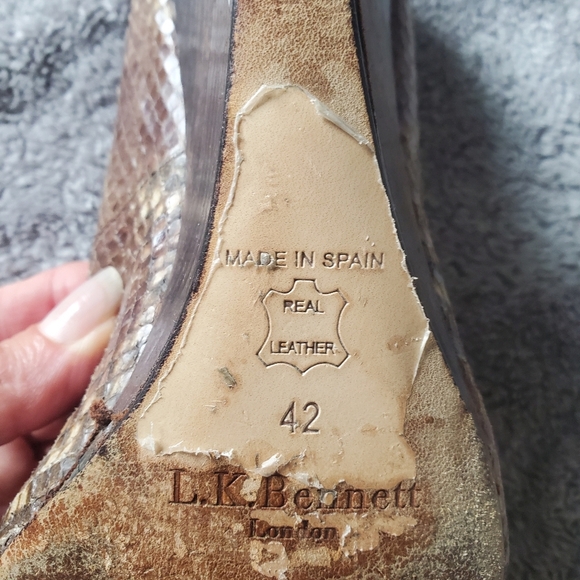 MADE IN SPAIN
REAL
LEATHER
42
L.K.Bennett
London